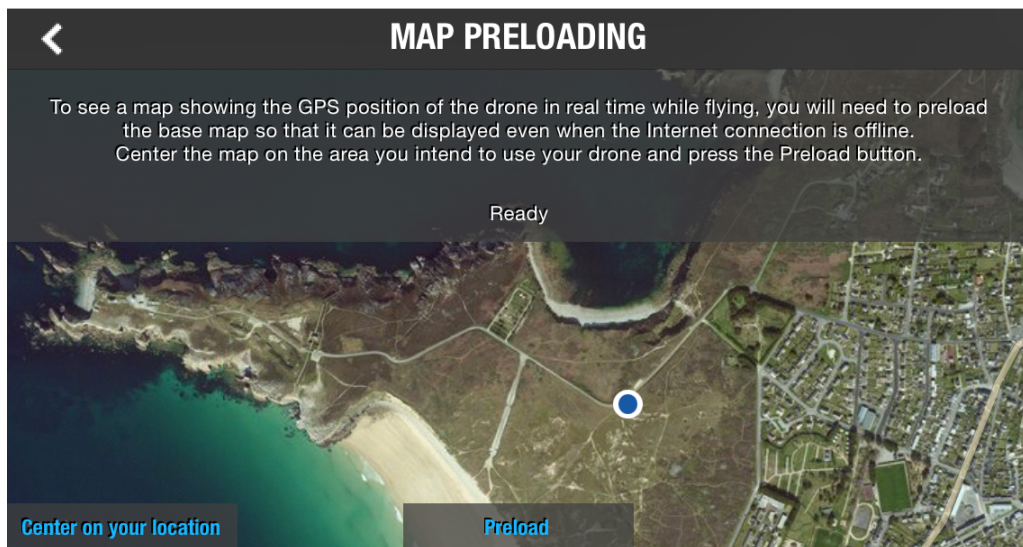 MAP PRELOADING
To see a map showing the GPS position of the drone in real time while flying, you will need to preload
the base map so that it can be displayed even when the Internet connection is offline.
Center the map on the area you intend to use your drone and press the Preload button.
Ready
Center on your location
Preload